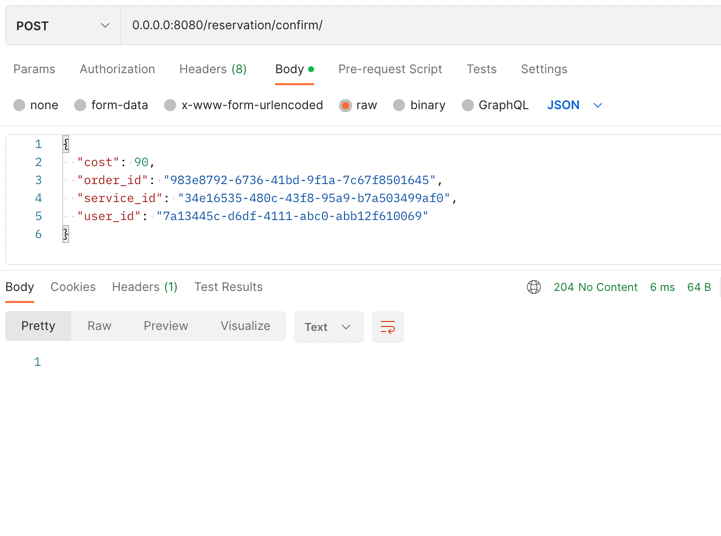 POST 0.0.0.0:8080/reservation/confirm/
Params Authorization Headers (8) Body Pre-request Script Tests Settings
none form-data x-www-form-urlencoded raw binary GraphQL JSON
1 {
2 "cost": 90,
3 "order_id": "983e8792-6736-41bd-9f1a-7c67f8501645",
4 "service_id": "34e16535-480c-43f8-95a9-b7a503499af0",
5 "user_id": "7a13445c-d6df-4111-abc0-abb12f610069"
6 }
Body Cookies Headers (1) Test Results 204 No Content 6 ms 64 B
Pretty Raw Preview Visualize Text
1